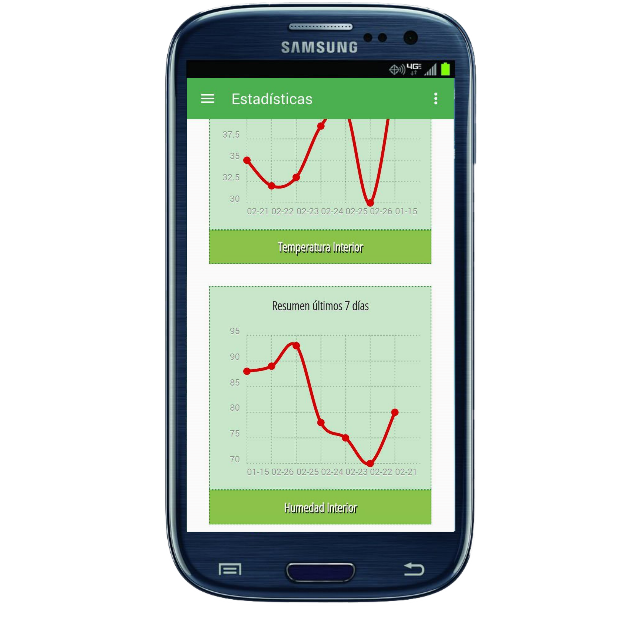 SAMSUNG
4G
Estadísticas
37.5
35
32.5
30
02-21 02-22 02-23 02-24 02-25 02-26 01-15
Temperatura Interior
Resumen últimos 7 días
95
90
85
80
75
70
01-15 02-26 02-25 02-24 02-23 02-22 02-21
Humedad Interior